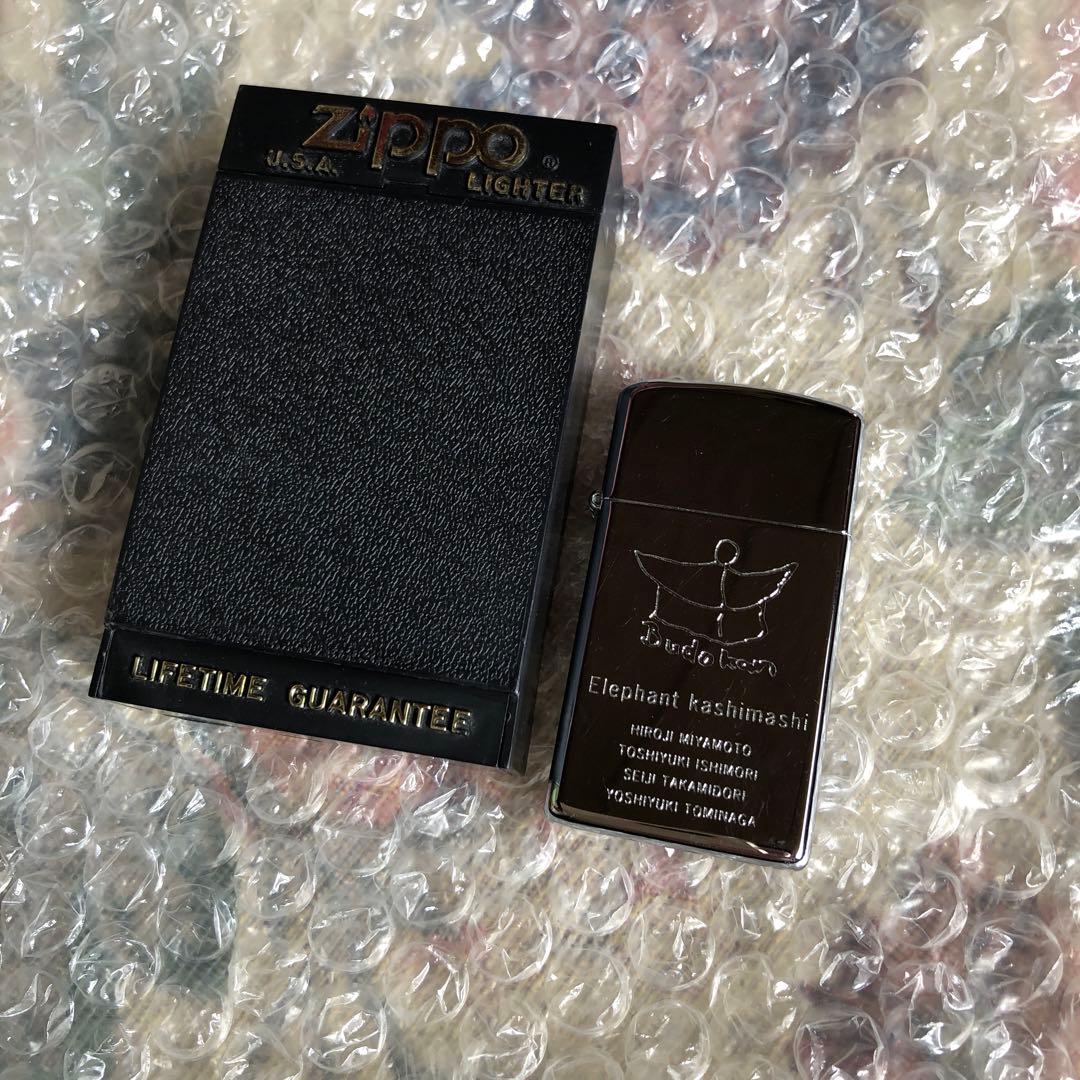 Zippo ®
U.S.A. LIGHTER
LIFETIME GUARANTEE
Budokan
Elephant kashimashi
HIROJI MIYAMOTO
TOSHIYUKI ISHIMORI
SEIJI TAKAMIDORI
YOSHIYUKI TOMINAGA